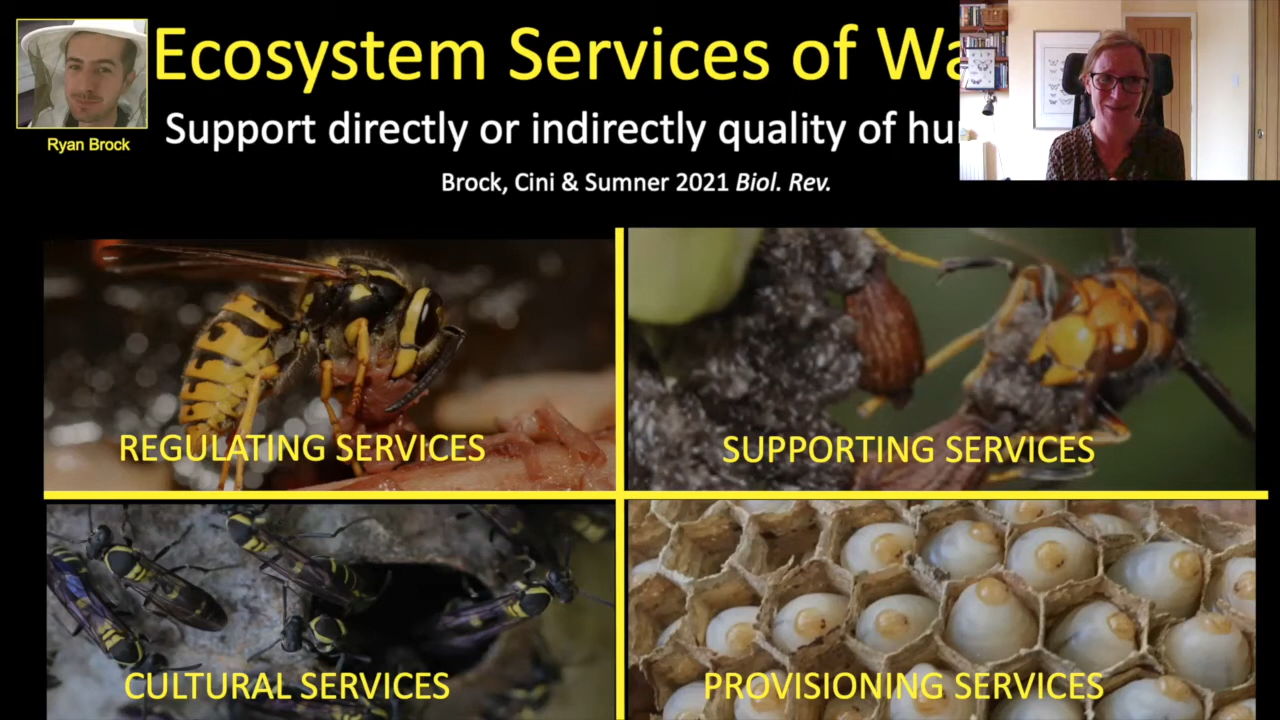 Ecosystem Services of Wa
Support directly or indirectly quality of hu
Ryan Brock
Brock, Cini & Sumner 2021 Biol. Rev.
REGULATING SERVICES
SUPPORTING SERVICES
CULTURAL SERVICES
PROVISIONING SERVICES